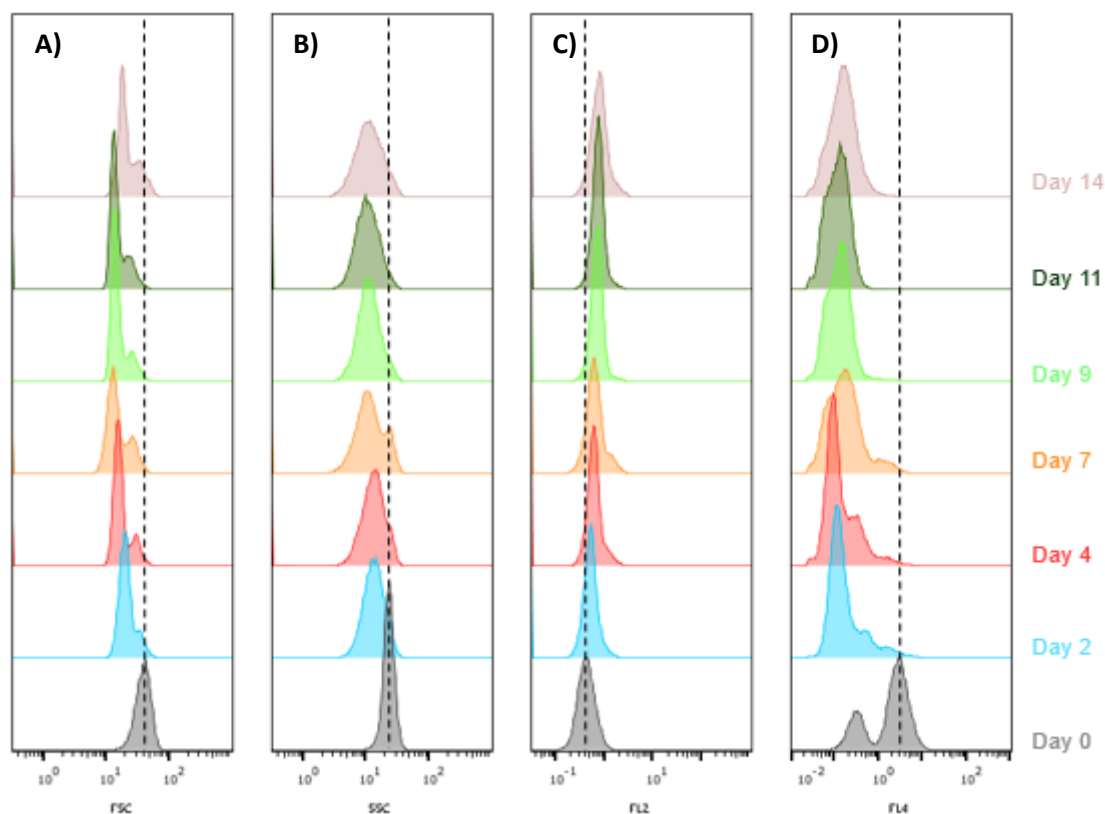 A) B) C) D)
Day 14
Day 11
Day 9
Day 7
Day 4
Day 2
Day 0
10^0 10^1 10^2 10^0 10^1 10^2 10^-1 10^1 10^-2 10^0 10^2
FSC SSC FL2 FL4